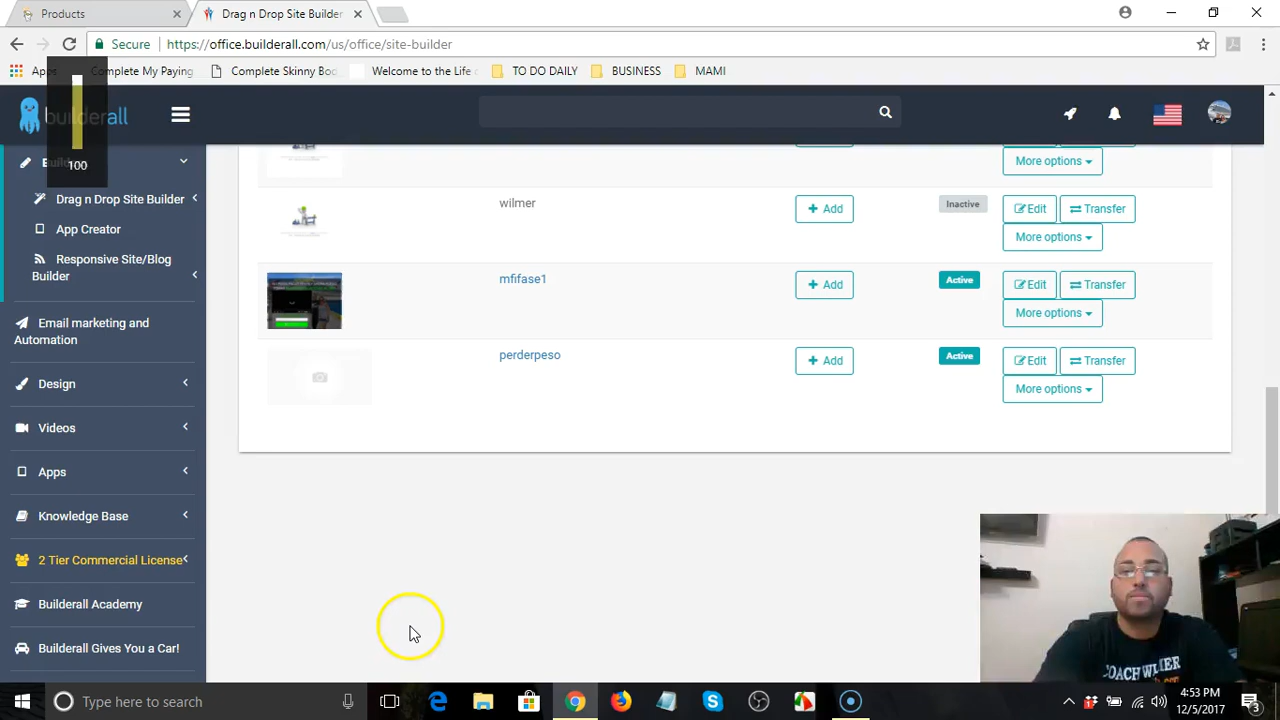 Products
Drag n Drop Site Builder
Secure https://office.builderall.com/us/office/site-builder
Apps Complete My Paying Complete Skinny Bod Welcome to the Life TO DO DAILY BUSINESS MAMI
builderall
100
More options
Drag n Drop Site Builder
wilmer Add Inactive Edit Transfer
App Creator
More options
Responsive Site/Blog
Builder
mfifase1 Add Active Edit Transfer
More options
Email marketing and
Automation
perderpeso Add Active Edit Transfer
Design
More options
Videos
Apps
Knowledge Base
2 Tier Commercial License
Builderall Academy
Builderall Gives You a Car!
COACH WILMER
Type here to search
4:53 PM
12/5/2017
3